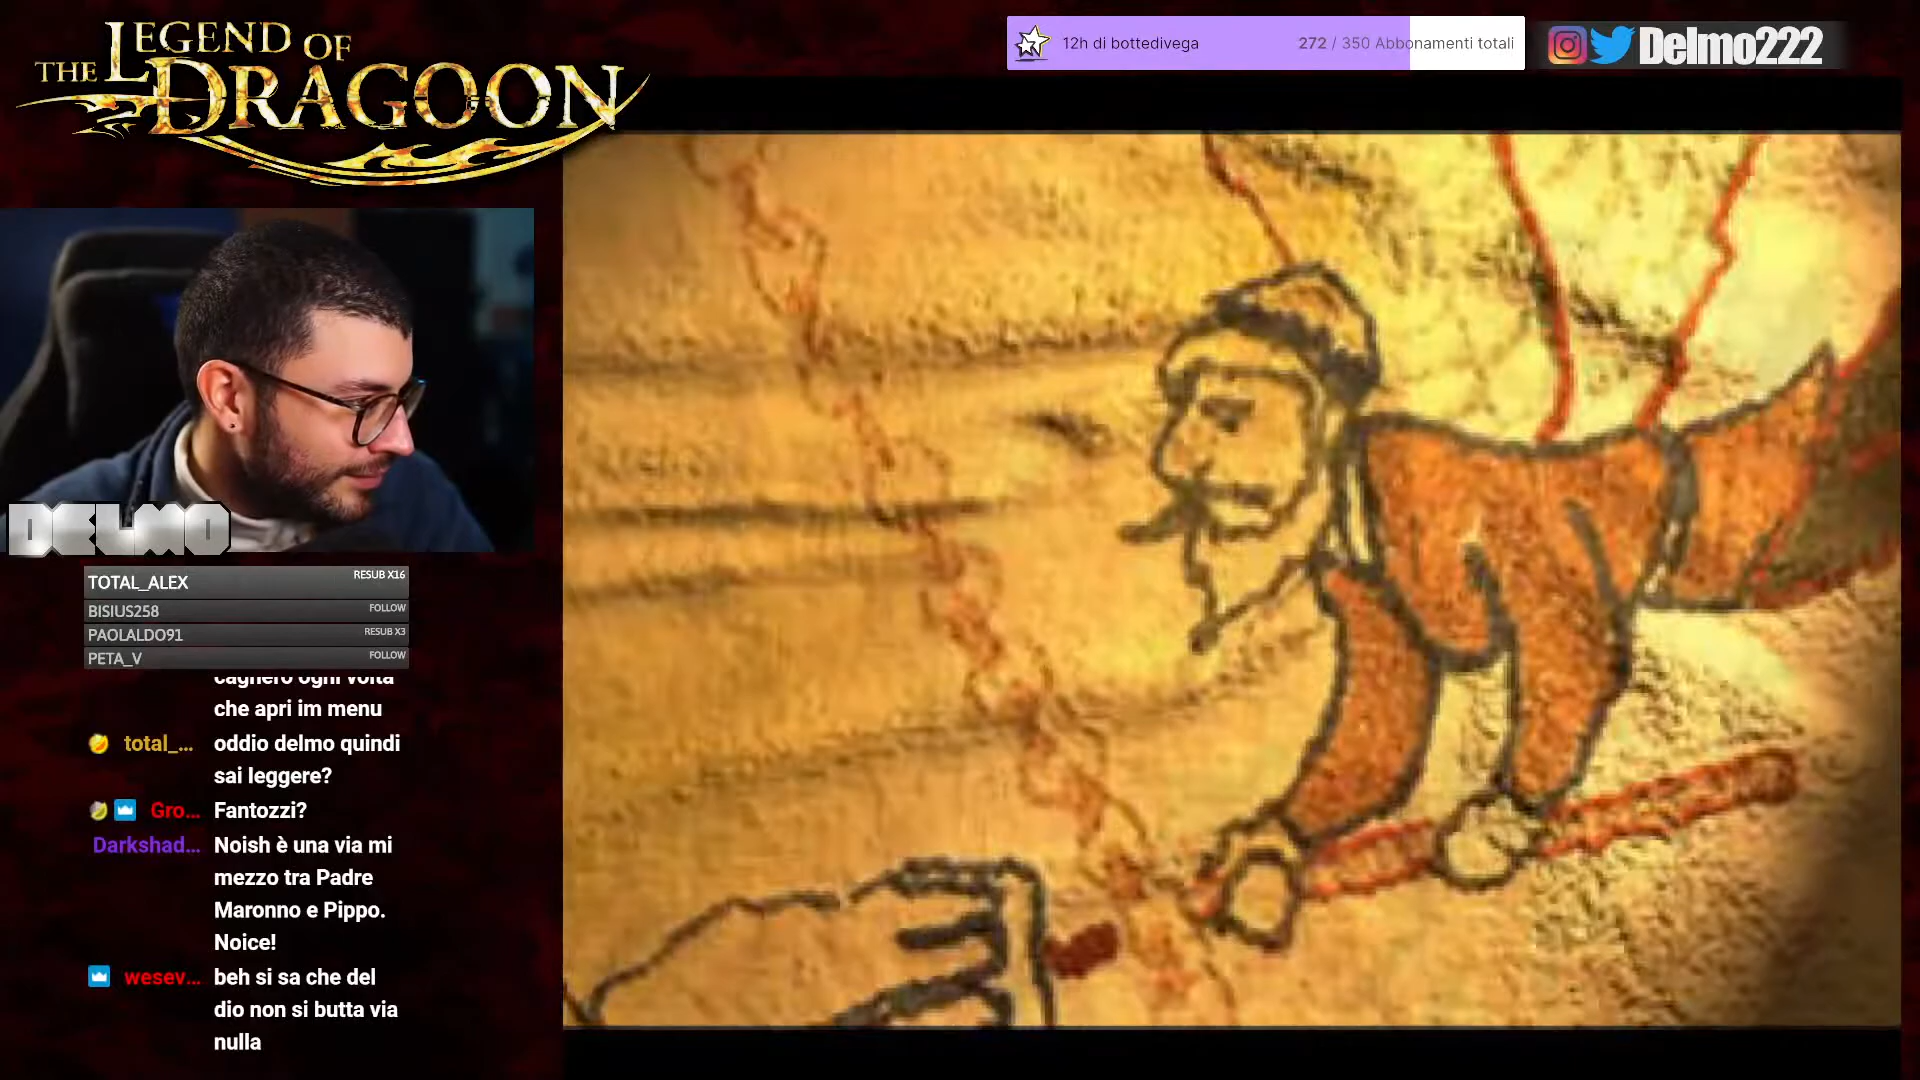 THE LEGEND OF
DRAGOON
12h di bottedivega
272 / 350 Abbonamenti totali
Delmo222
DELMO
TOTAL_ALEX RESUB X16
BISIUS258 FOLLOW
PAOLALDO91 RESUB X3
PETA_V FOLLOW
cagherò ogni volta
che apri im menu
total_... oddio delmo quindi
sai leggere?
Gro... Fantozzi?
Darkshad... Noish è una via mi
mezzo tra Padre
Maronno e Pippo.
Noice!
wesev... beh si sa che del
dio non si butta via
nulla